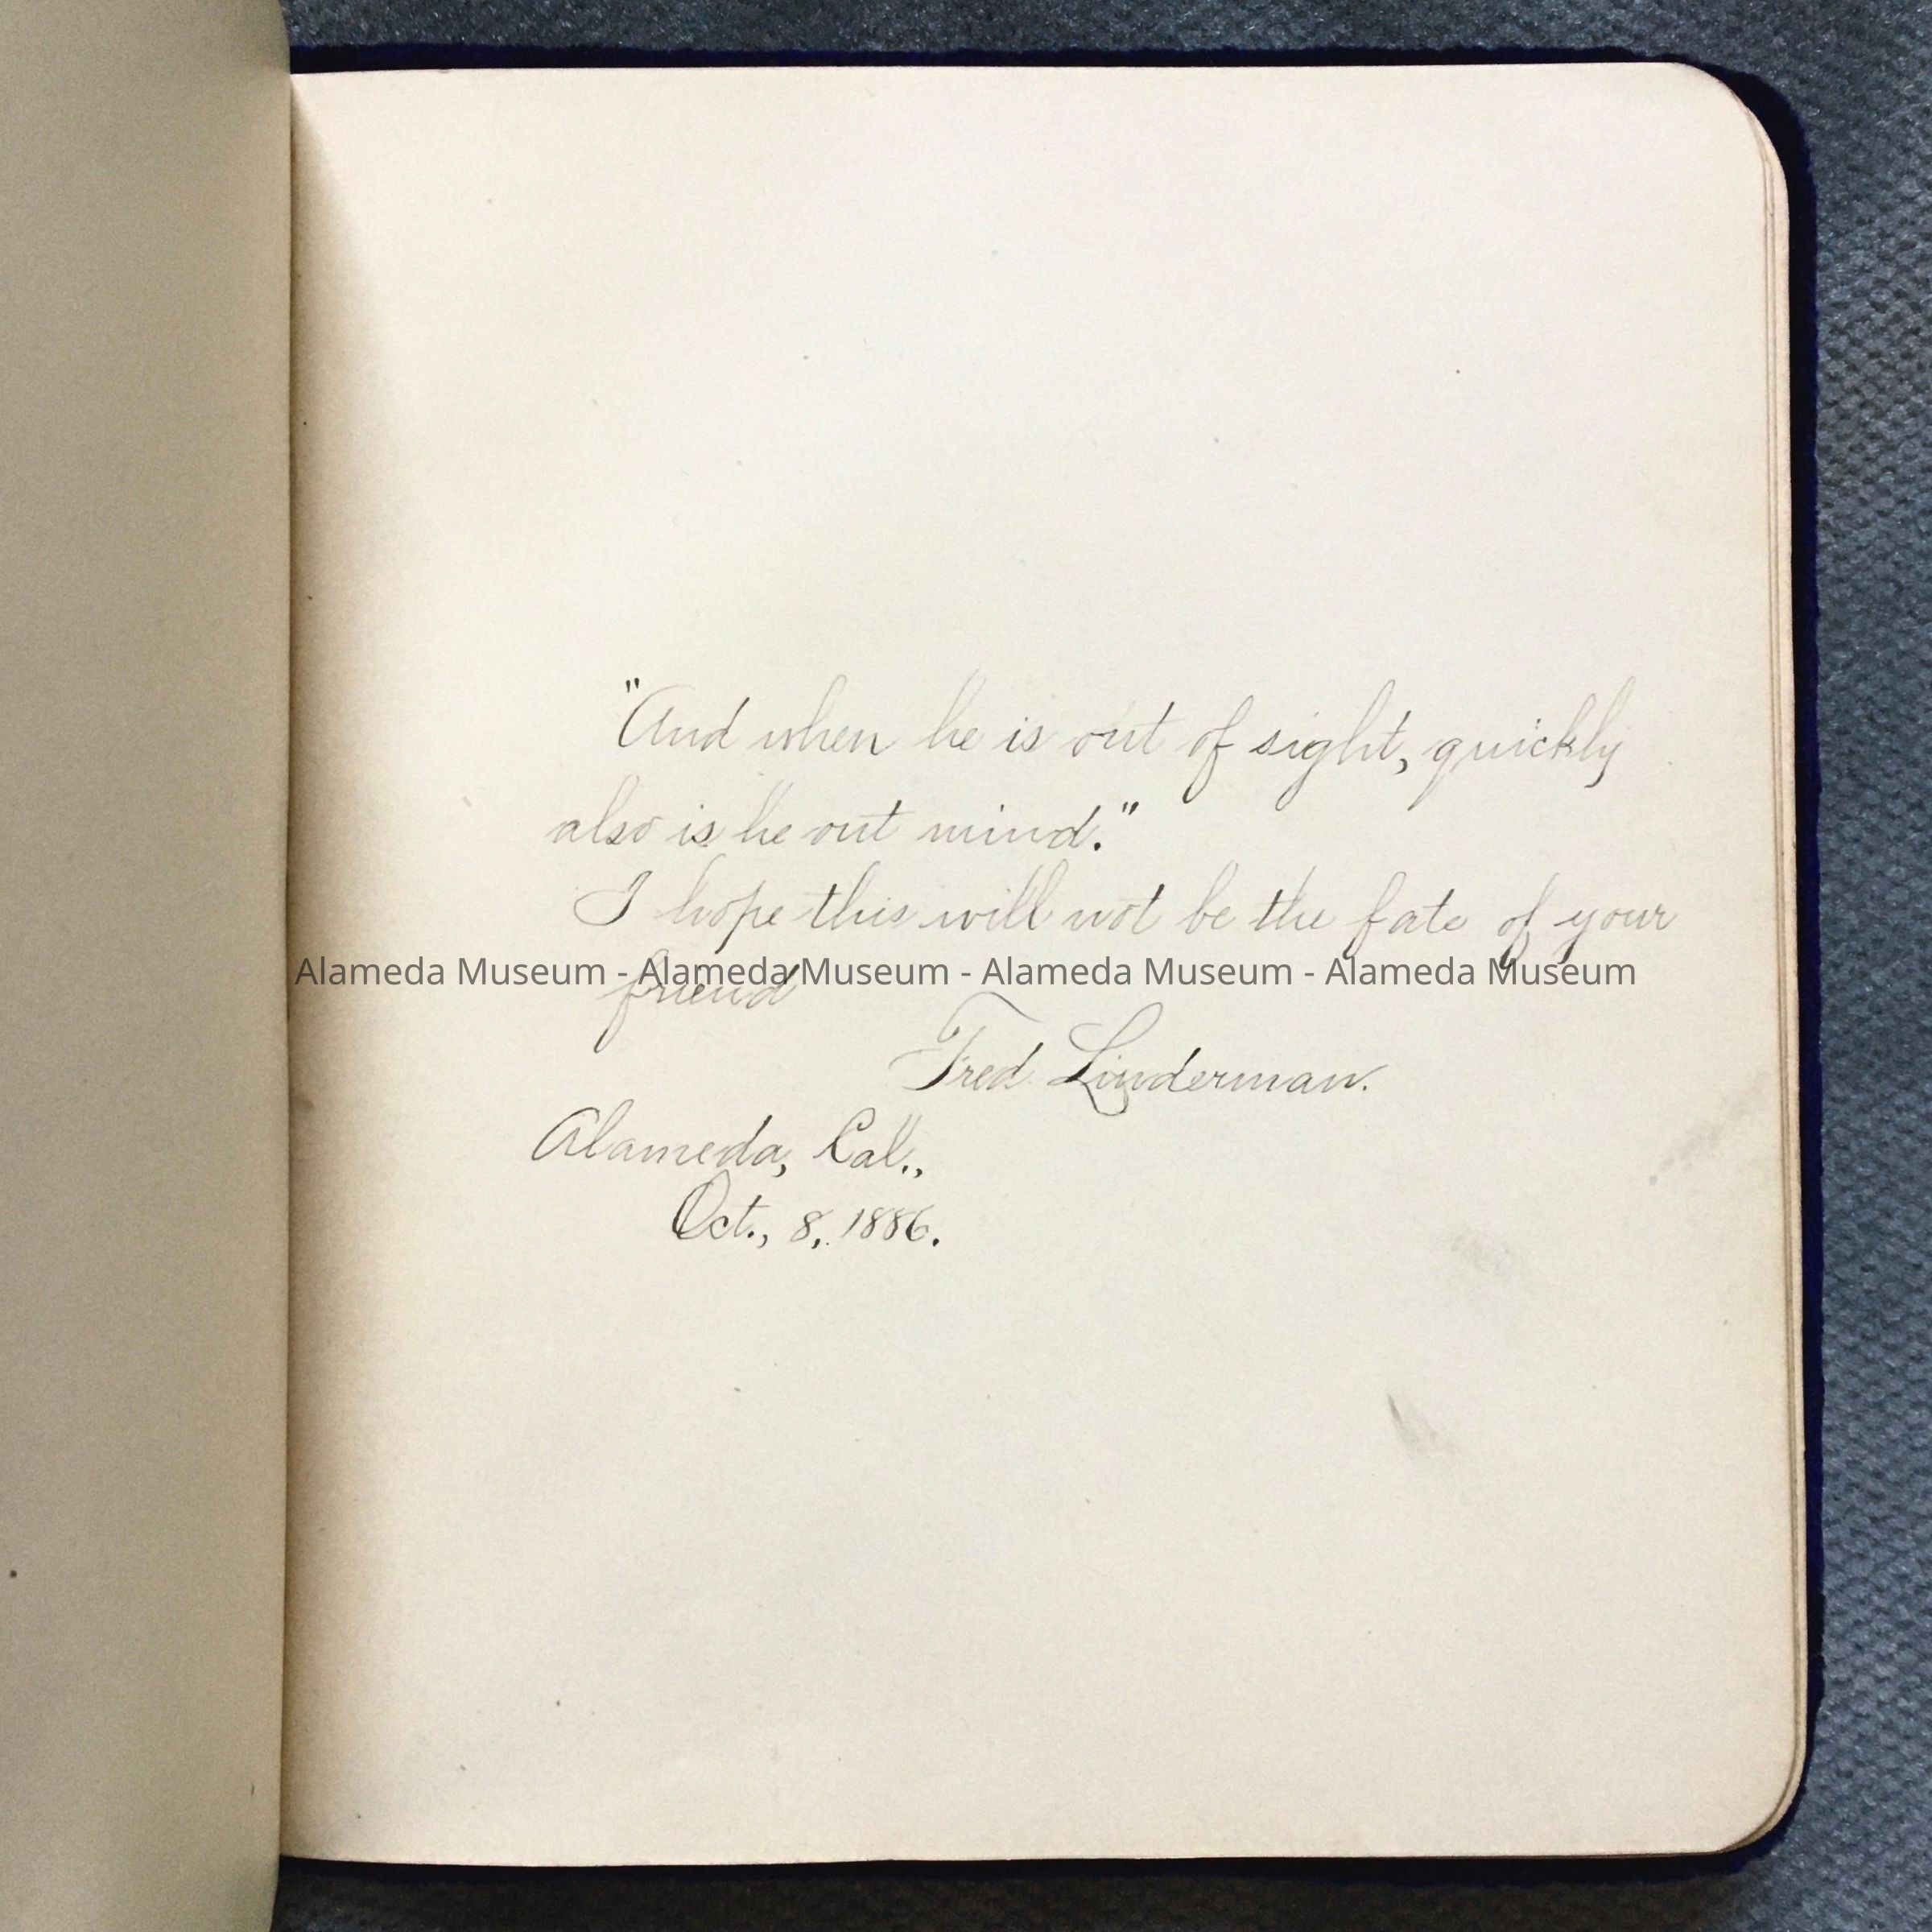 "And when he is out of sight, quickly
also is he out mind."
I hope this will not be the fate of your
Alameda Museum - Alameda Museum - Alameda Museum - Alameda Museum
friend
Fred Linderman.
Alameda, Cal.,
Oct., 8, 1886.